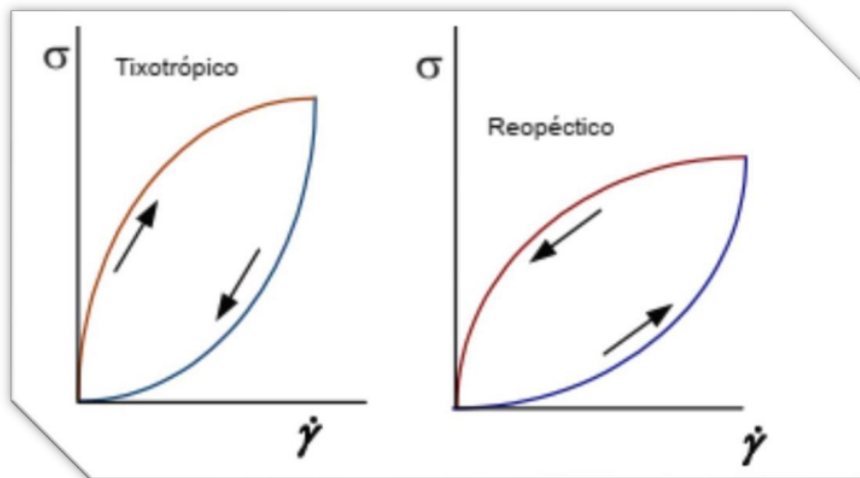 σ
Tixotrópico
γ̇
σ
Reopéctico
γ̇